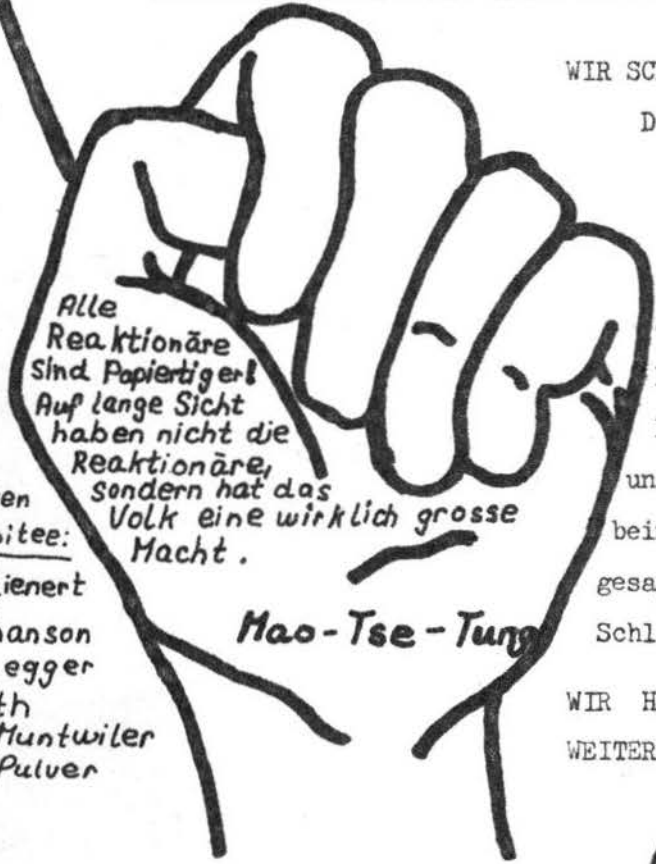 WIR
D
Alle
Reaktionäre
sind Papiertiger!
Auf lange Sicht
haben nicht die
Reaktionäre,
sondern hat das
Volk eine wirklich grosse
Macht.
Mao-Tse-Tung
en
itee:
ienert
anson
egger
th
Muntwiler
Pulver
un
bei
gesa
Schl
WIR H
WEITER